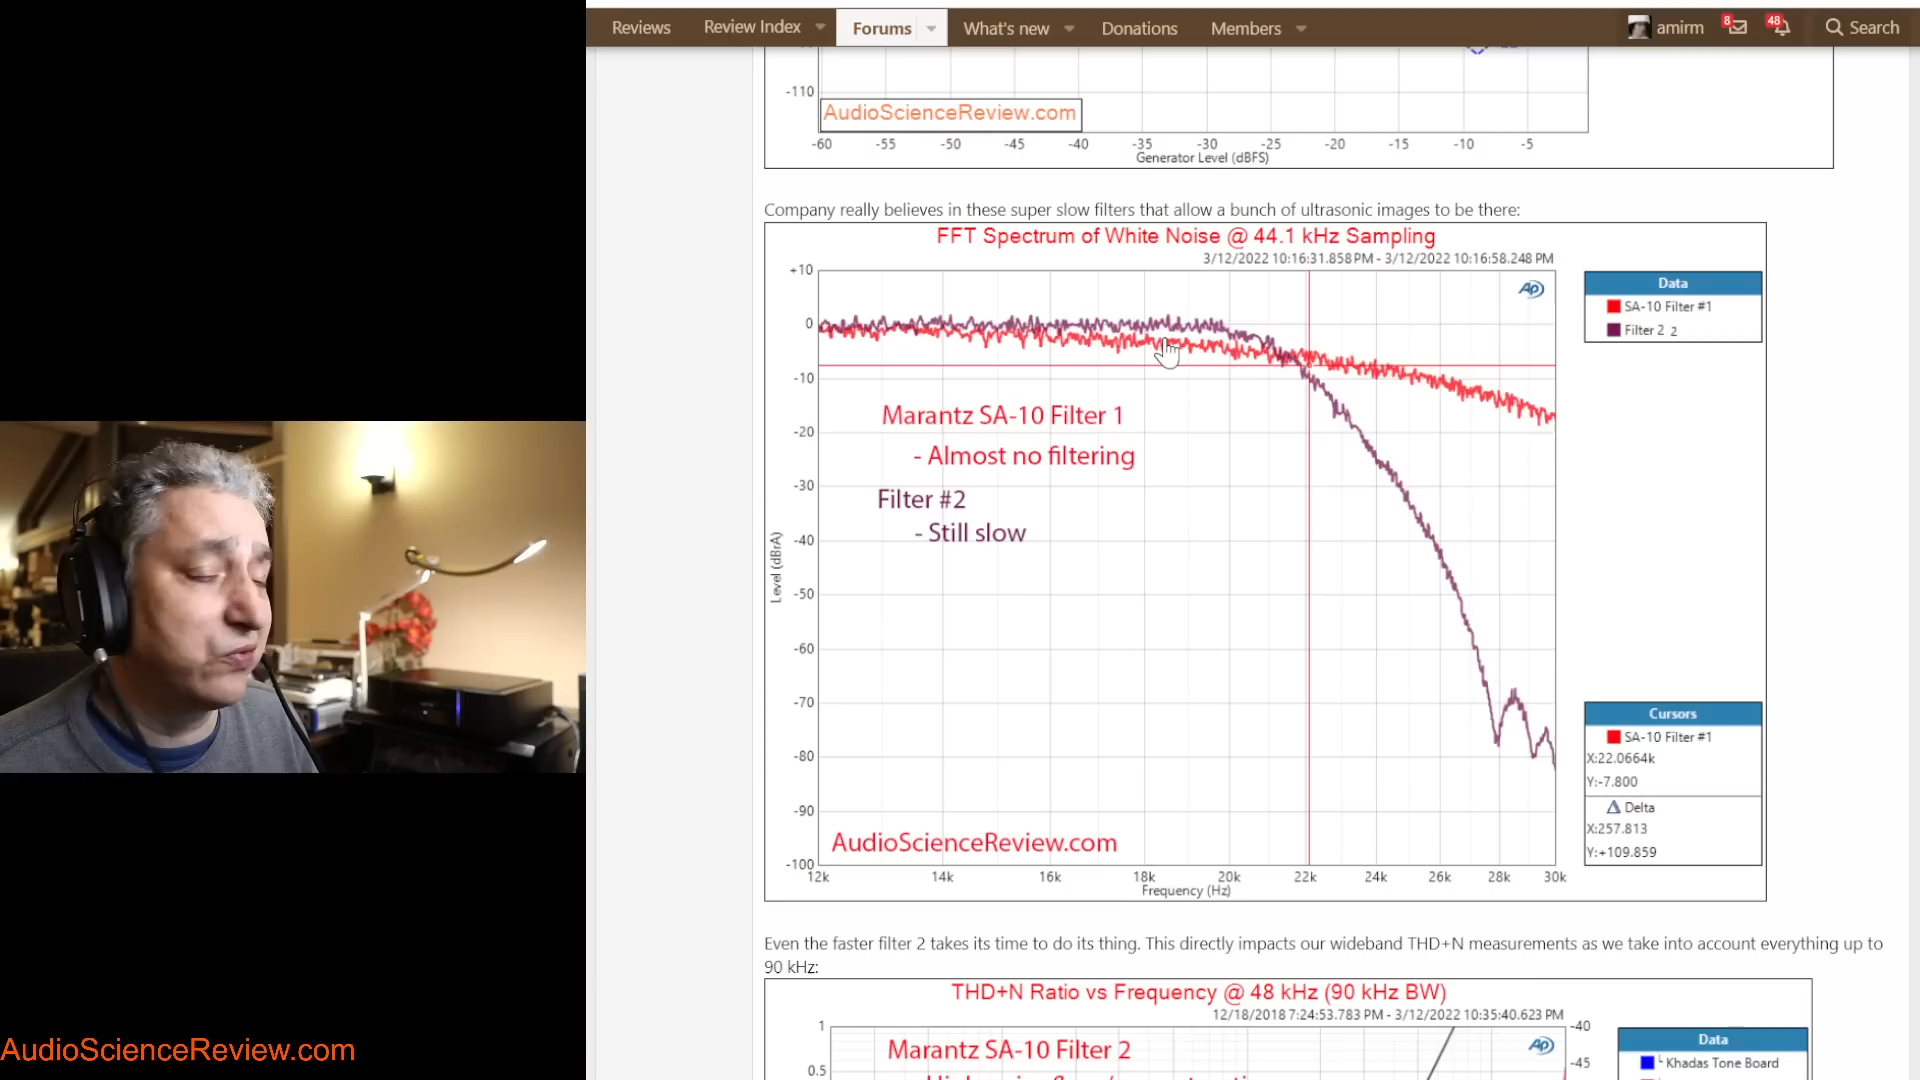 Reviews Review Index Forums What's new Donations Members amirm 8 48 Search
-110
AudioScienceReview.com
-60 -55 -50 -45 -40 -35 -30 -25 -20 -15 -10 -5
Generator Level (dBFS)
Company really believes in these super slow filters that allow a bunch of ultrasonic images to be there:
FFT Spectrum of White Noise @ 44.1 kHz Sampling
3/12/2022 10:16:31.858 PM - 3/12/2022 10:16:58.248 PM
+10
0
-10
-20
-30
-40
-50
-60
-70
-80
-90
-100
Level (dBrA)
AP
Marantz SA-10 Filter 1
- Almost no filtering
Filter #2
- Still slow
AudioScienceReview.com
12k 14k 16k 18k 20k 22k 24k 26k 28k 30k
Frequency (Hz)
Data
SA-10 Filter #1
Filter 2 2
Cursors
SA-10 Filter #1
X:22.0664k
Y:-7.800
Δ Delta
X:257.813
Y:+109.859
Even the faster filter 2 takes its time to do its thing. This directly impacts our wideband THD+N measurements as we take into account everything up to
90 kHz:
THD+N Ratio vs Frequency @ 48 kHz (90 kHz BW)
12/18/2018 7:24:53.783 PM - 3/12/2022 10:35:40.623 PM
1
0.5
-40
-45
Marantz SA-10 Filter 2
AP
Data
Khadas Tone Board
AudioScienceReview.com